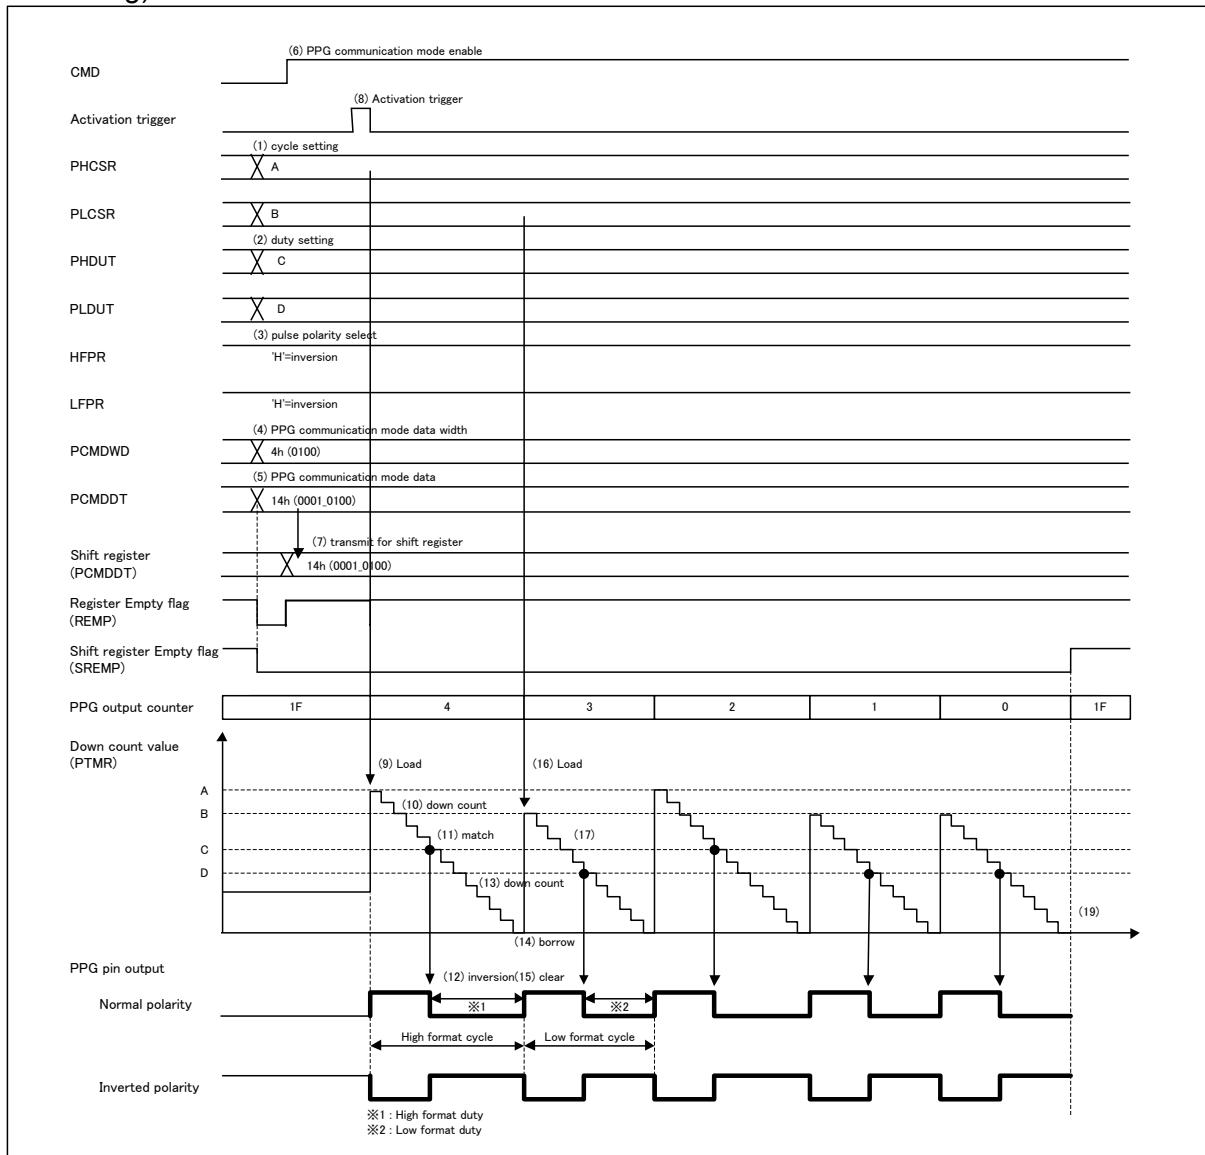 (6) PPG communication mode enable
CMD
(8) Activation trigger
Activation trigger
(1) cycle setting
PHCSR
A
PLCSR
B
(2) duty setting
PHDUT
C
PLDUT
D
(3) pulse polarity select
HFPR
'H'=inversion
LFPR
'H'=inversion
(4) PPG communication mode data width
PCMDWD
4h (0100)
(5) PPG communication mode data
PCMDDT
14h (0001_0100)
(7) transmit for shift register
Shift register
(PCMDDT)
14h (0001_0100)
Register Empty flag
(REMP)
Shift register Empty flag
(SREMP)
PPG output counter
1F 4 3 2 1 0 1F
Down count value
(PTMR)
(9) Load
(16) Load
A
(10) down count
B
(11) match
(17)
C
D
(13) down count
(19)
(14) borrow
PPG pin output
(12) inversion(15) clear
Normal polarity
※1
※2
High format cycle
Low format cycle
Inverted polarity
※1 : High format duty
※2 : Low format duty